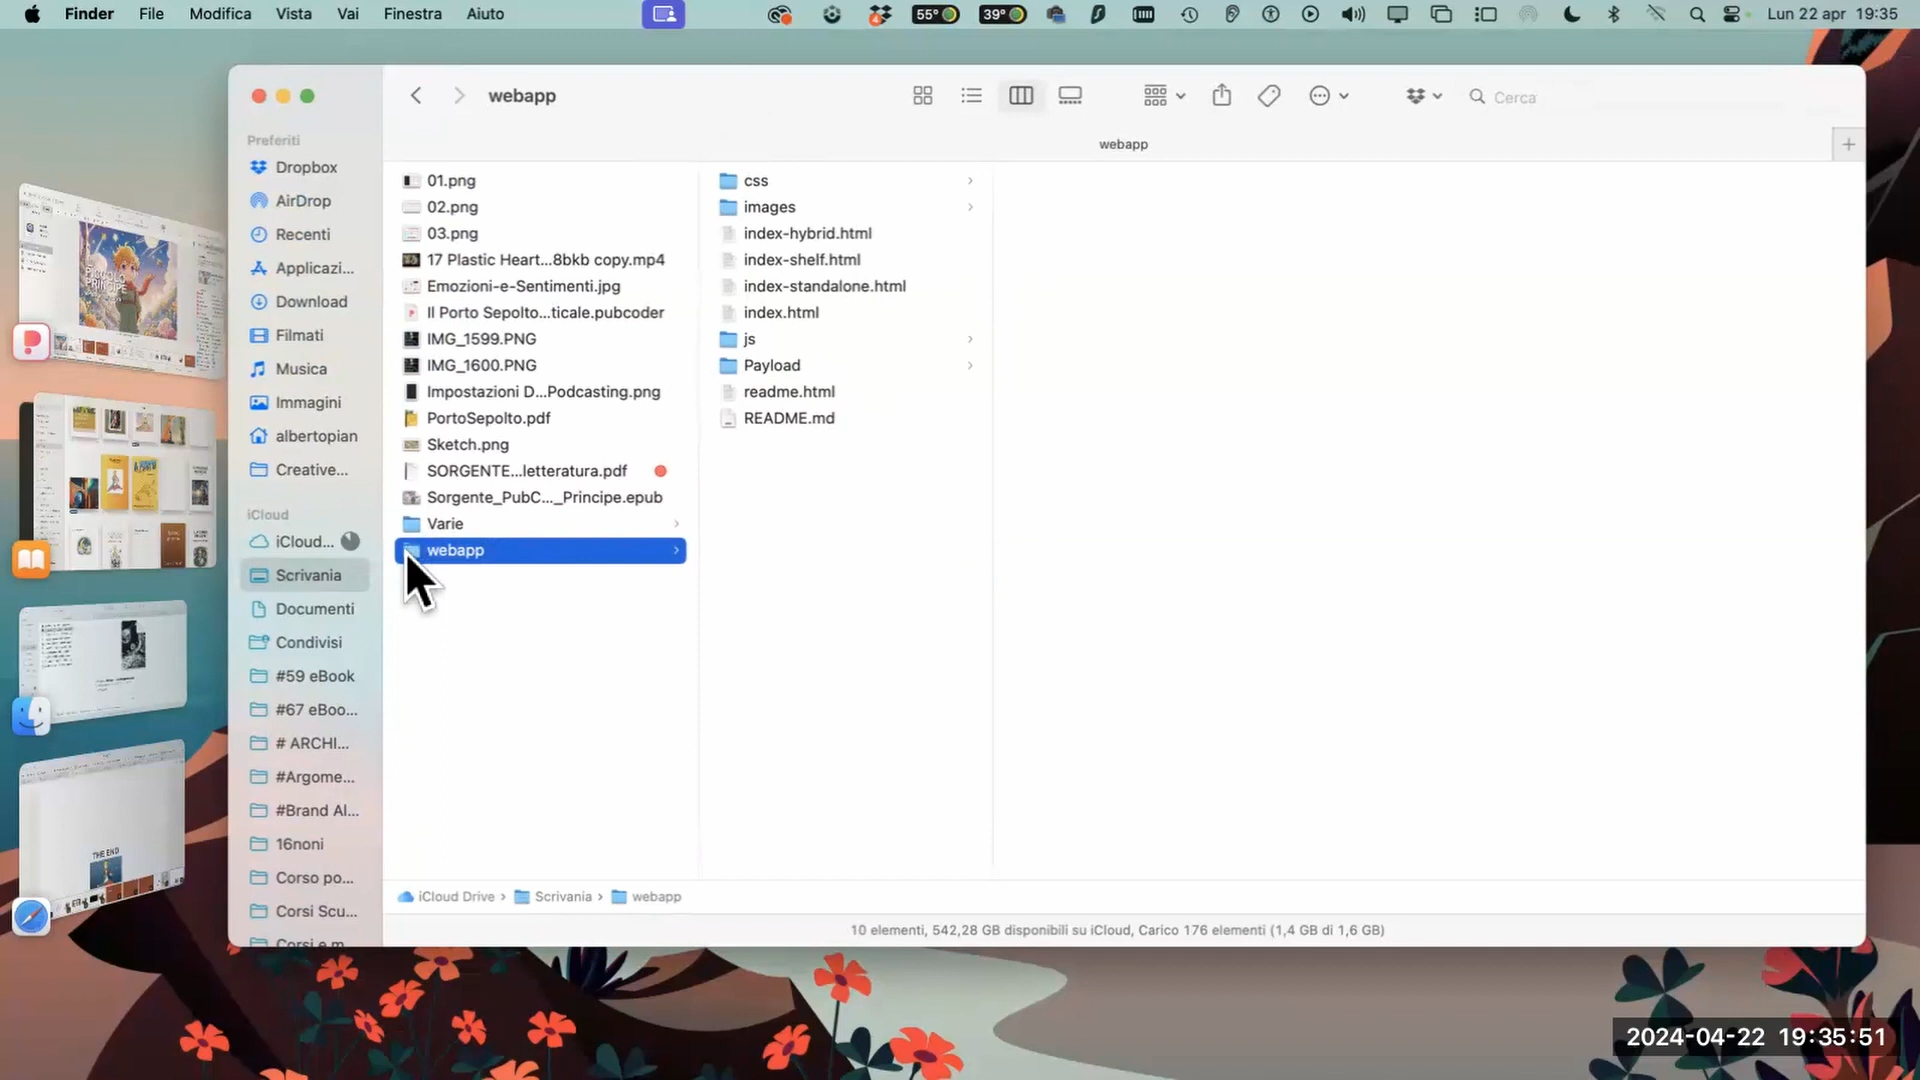 Finder File Modifica Vista Vai Finestra Aiuto 4 55° 39° Lun 22 apr 19:35
webapp
Cerca
webapp
Preferiti
Dropbox
AirDrop
Recenti
Applicazi...
Download
Filmati
Musica
Immagini
albertopian
Creative...
iCloud
iCloud...
Scrivania
Documenti
Condivisi
#59 eBook
#67 eBoo...
# ARCHI...
#Argome...
#Brand Al...
16noni
Corso po...
Corsi Scu...
Corsi e m
01.png
02.png
03.png
17 Plastic Heart...8bkb copy.mp4
Emozioni-e-Sentimenti.jpg
Il Porto Sepolto...ticale.pubcoder
IMG_1599.PNG
IMG_1600.PNG
Impostazioni D...Podcasting.png
PortoSepolto.pdf
Sketch.png
SORGENTE...letteratura.pdf
Sorgente_PubC..._Principe.epub
Varie
webapp
css
images
index-hybrid.html
index-shelf.html
index-standalone.html
index.html
js
Payload
readme.html
README.md
iCloud Drive › Scrivania › webapp
10 elementi, 542,28 GB disponibili su iCloud, Carico 176 elementi (1,4 GB di 1,6 GB)
PICCOLO
PRINCIPE
THE END
2024-04-22 19:35:51